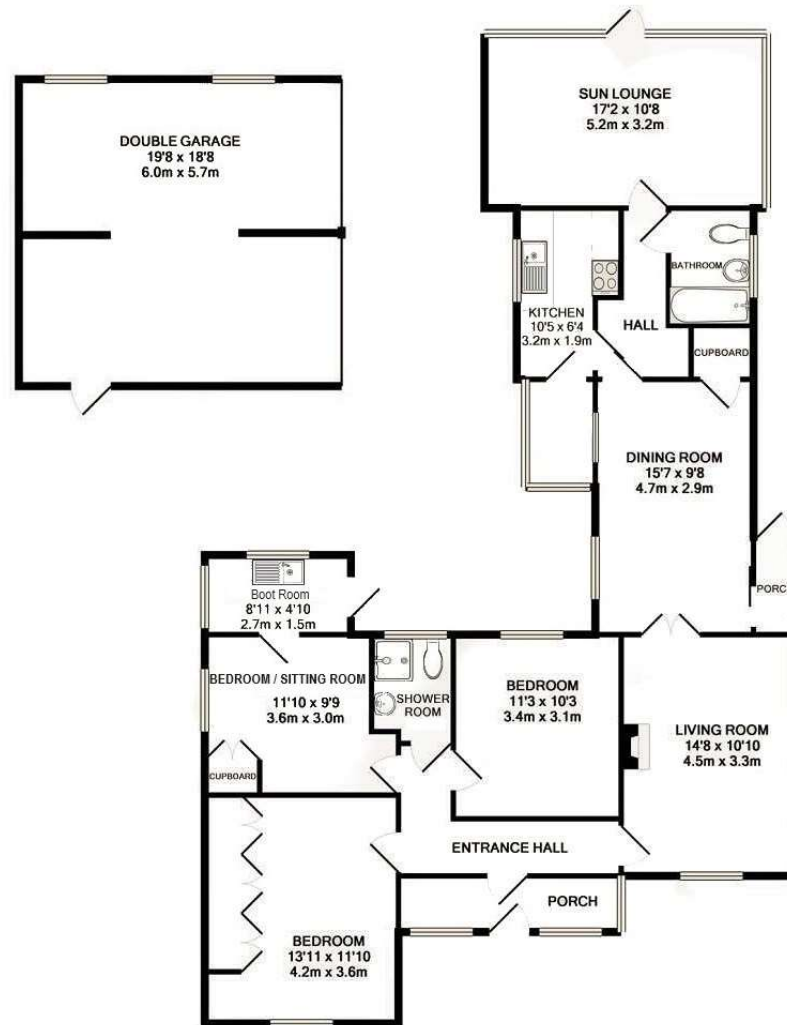 SUN LOUNGE
17'2 x 10'8
5.2m x 3.2m
DOUBLE GARAGE
19'8 x 18'8
6.0m x 5.7m
BATHROOM
KITCHEN
10'5 x 6'4
3.2m x 1.9m
HALL
CUPBOARD
DINING ROOM
15'7 x 9'8
4.7m x 2.9m
PORC
Boot Room
8'11 x 4'10
2.7m x 1.5m
BEDROOM / SITTING ROOM
11'10 x 9'9
3.6m x 3.0m
CUPBOARD
SHOWER
ROOM
BEDROOM
11'3 x 10'3
3.4m x 3.1m
LIVING ROOM
14'8 x 10'10
4.5m x 3.3m
ENTRANCE HALL
PORCH
BEDROOM
13'11 x 11'10
4.2m x 3.6m